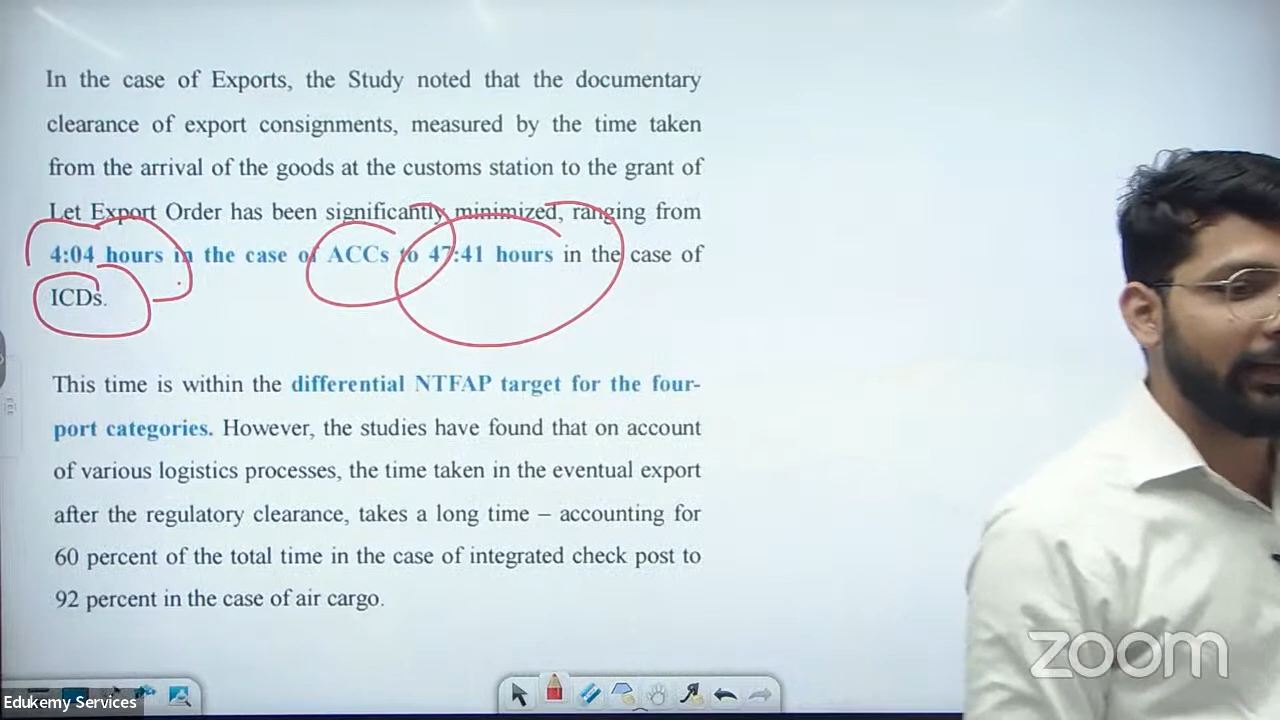 In the case of Exports, the Study noted that the documentary
clearance of export consignments, measured by the time taken
from the arrival of the goods at the customs station to the grant of
Let Export Order has been significantly minimized, ranging from
4:04 hours in the case of ACCs to 47:41 hours in the case of
ICDs.
This time is within the differential NTFAP target for the four-
port categories. However, the studies have found that on account
of various logistics processes, the time taken in the eventual export
after the regulatory clearance, takes a long time – accounting for
60 percent of the total time in the case of integrated check post to
92 percent in the case of air cargo.
zoom
Edukemy Services